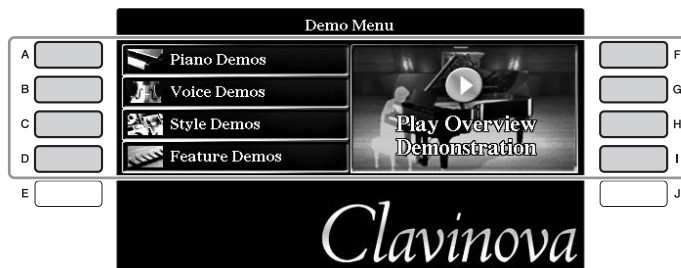 Demo Menu
A Piano Demos F
B Voice Demos G
C Style Demos Play Overview H
D Feature Demos Demonstration I
E J
Clavinova